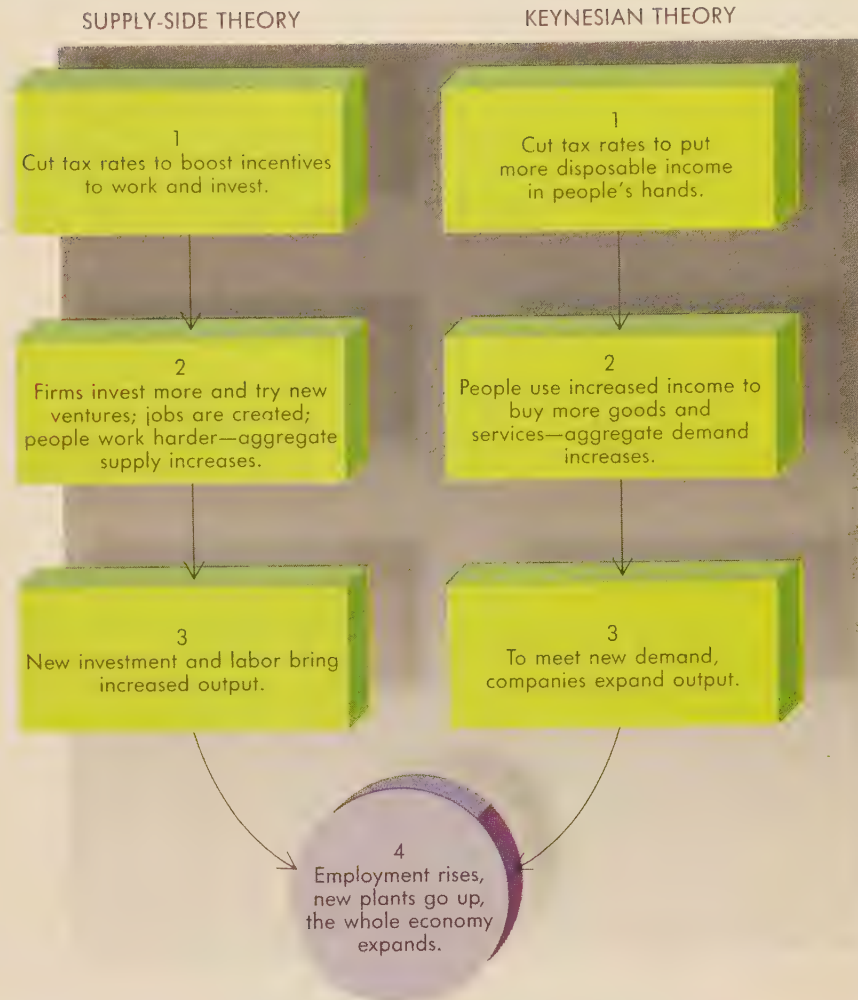 SUPPLY-SIDE THEORY
1
Cut tax rates to boost incentives
to work and invest.
2
Firms invest more and try new
ventures; jobs are created;
people work harder—aggregate
supply increases.
3
New investment and labor bring
increased output.
KEYNESIAN THEORY
1
Cut tax rates to put
more disposable income
in people's hands.
2
People use increased income to
buy more goods and
services—aggregate demand
increases.
3
To meet new demand,
companies expand output.
4
Employment rises,
new plants go up,
the whole economy
expands.